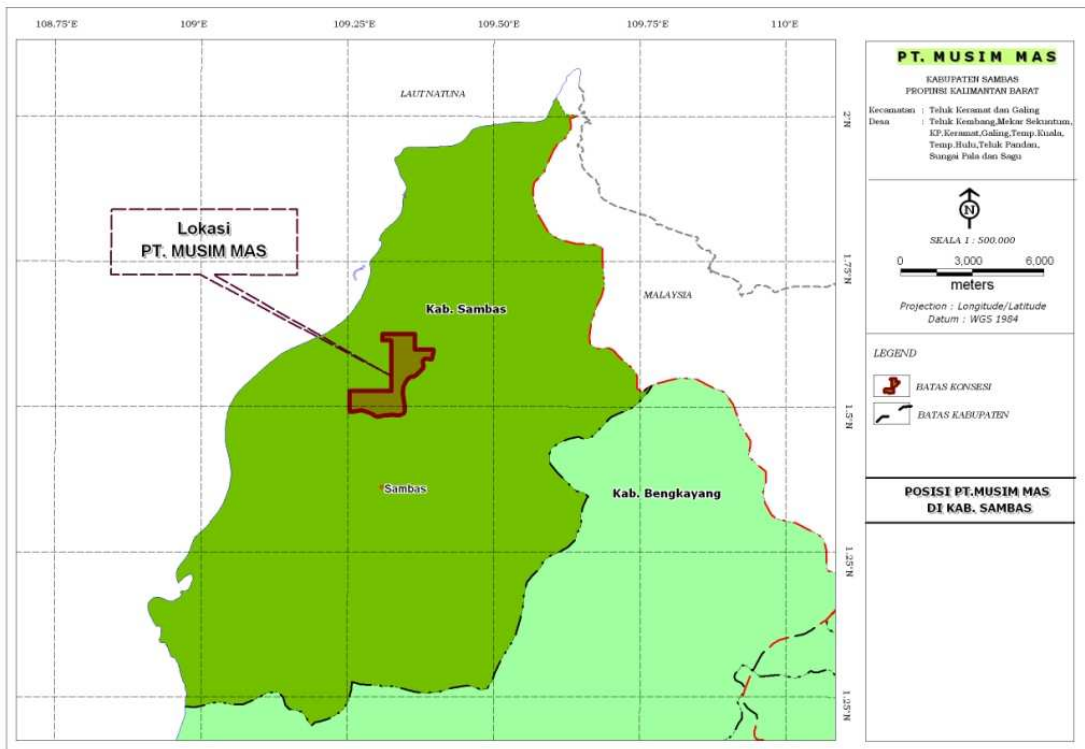 108.75°E
109°E
109.25°E
109.50°E
109.75°E
110°E
LAUT NATUNA
2°N
Lokasi
PT. MUSIM MAS
1.75°N
MALAYSIA
Kab. Sambas
1.5°N
Sambas
Kab. Bengkayang
1.25°N
1.25°N
PT. MUSIM MAS
KABUPATEN SAMBAS
PROPINSI KALIMANTAN BARAT
Kecamatan : Teluk Keramat dan Galing
Desa : Teluk Kembang,Mekar Sekuntum,
KP.Keramat,Galing,Temp.Kuala,
Temp.Hulu,Teluk Pandan,
Sungai Pala dan Sagu
N
SKALA 1 : 500,000
0 3,000 6,000
meters
Projection : Longitude/Latitude
Datum : WGS 1984
LEGEND
BATAS KONSESI
BATAS KABUPATEN
POSISI PT.MUSIM MAS
DI KAB. SAMBAS